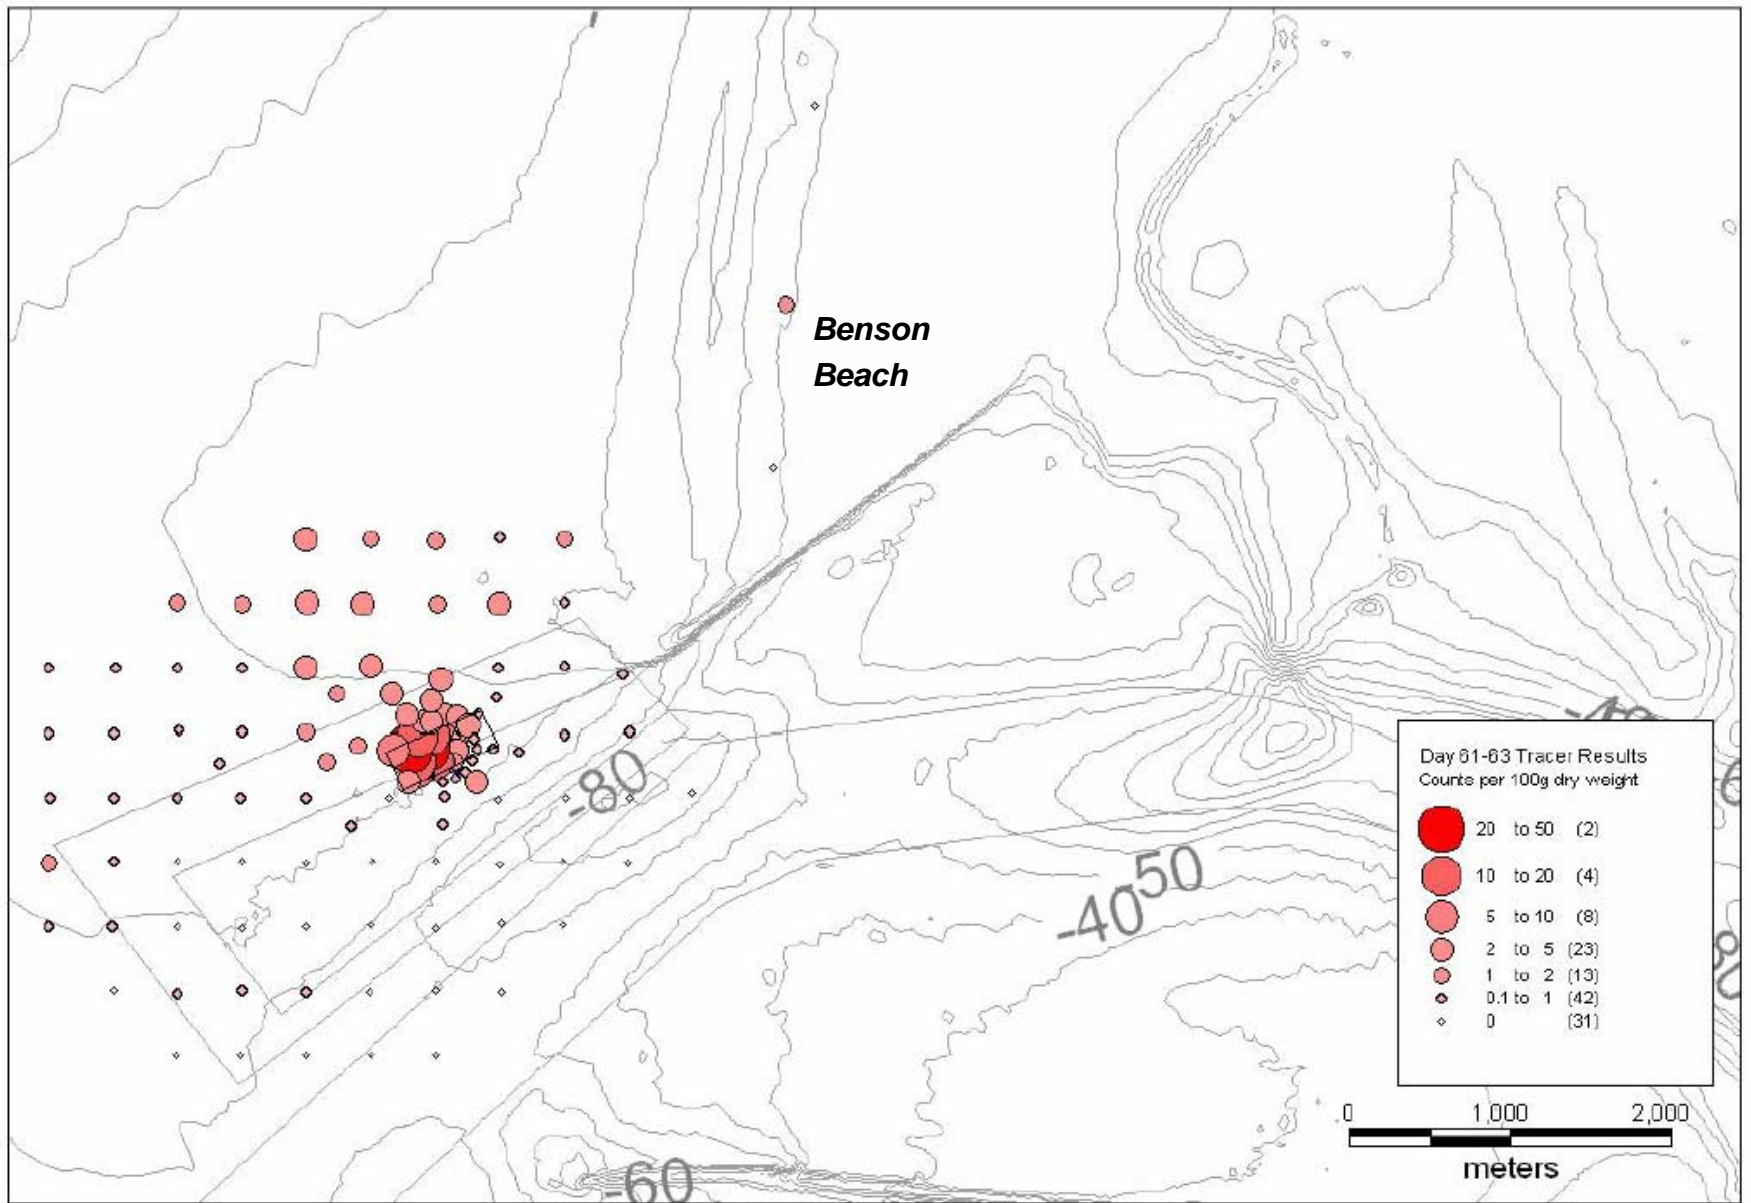 Benson
Beach
-80
-50
-40
-60
Day 61-63 Tracer Results
Counts per 100g dry weight
20 to 50 (2)
10 to 20 (4)
5 to 10 (8)
2 to 5 (23)
1 to 2 (13)
0.1 to 1 (42)
0 (31)
0 1,000 2,000
meters